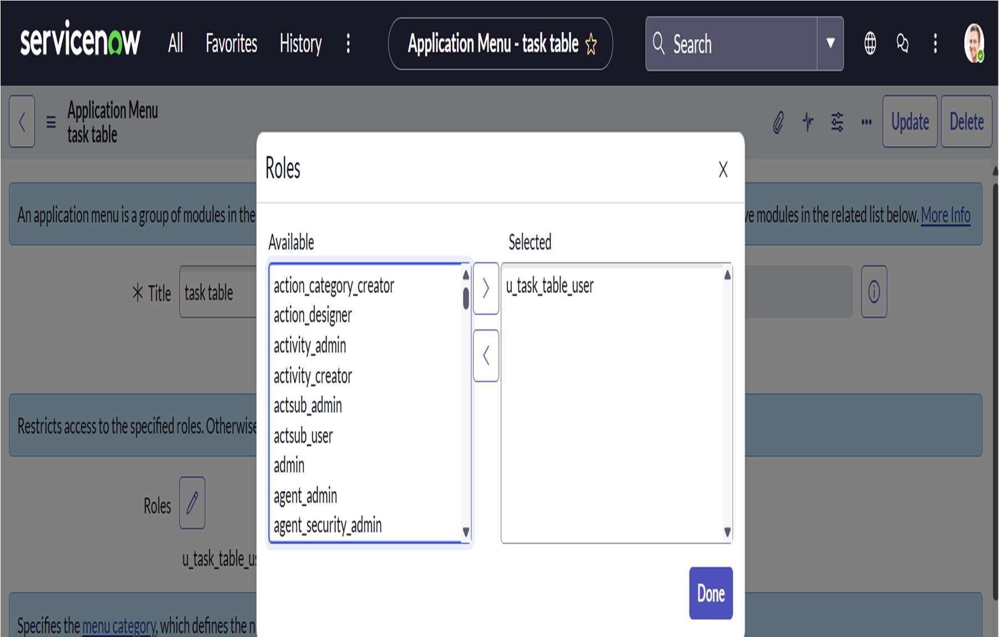 servicenow All Favorites History Application Menu - task table Search
Application Menu
task table
Update Delete
Roles
An application menu is a group of modules in the
ve modules in the related list below. More Info
Available Selected
action_category_creator
action_designer
activity_admin
activity_creator
actsub_admin
actsub_user
admin
agent_admin
agent_security_admin
u_task_table_user
Title task table
Restricts access to the specified roles. Otherwise
Roles
u_task_table_us
Done
Specifies the menu category, which defines the n